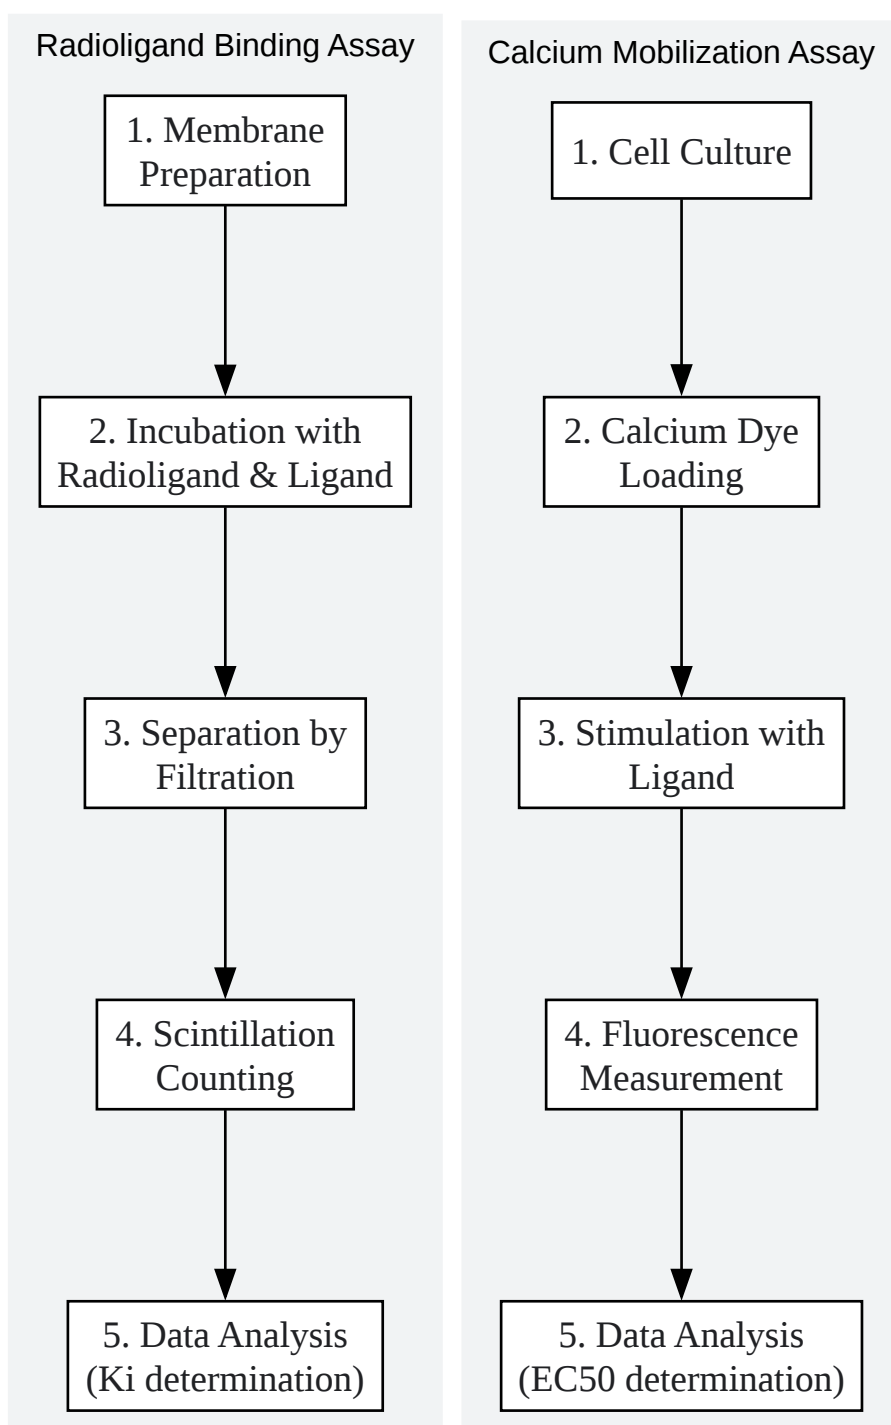 Radioligand Binding Assay
1. Membrane
Preparation
2. Incubation with
Radioligand & Ligand
3. Separation by
Filtration
4. Scintillation
Counting
5. Data Analysis
(Ki determination)
Calcium Mobilization Assay
1. Cell Culture
2. Calcium Dye
Loading
3. Stimulation with
Ligand
4. Fluorescence
Measurement
5. Data Analysis
(EC50 determination)